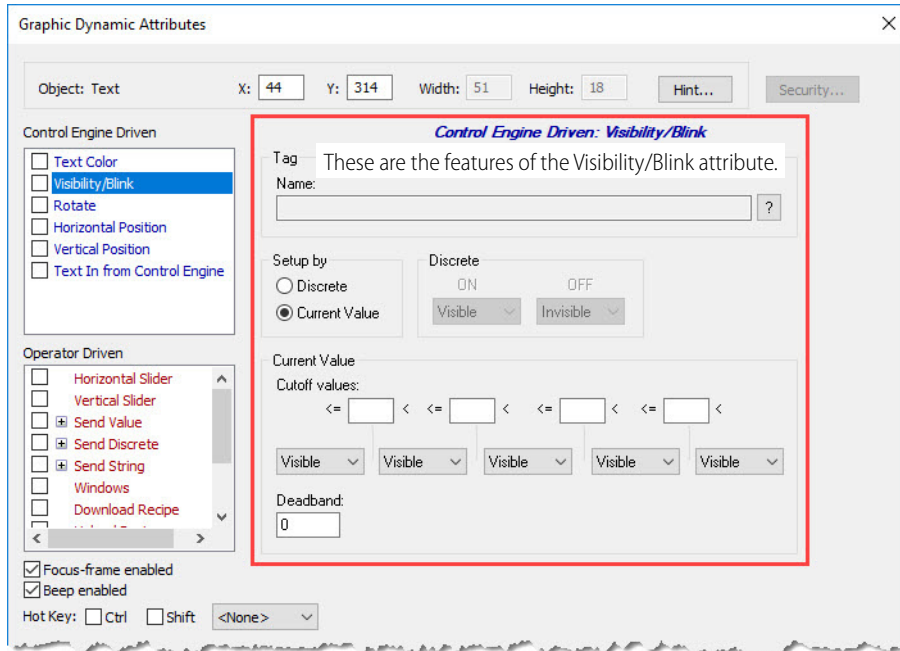 Graphic Dynamic Attributes
Object: Text X: 44 Y: 314 Width: 51 Height: 18 Hint... Security...
Control Engine Driven
Text Color
Visibility/Blink
Rotate
Horizontal Position
Vertical Position
Text In from Control Engine
Operator Driven
Horizontal Slider
Vertical Slider
Send Value
Send Discrete
Send String
Windows
Download Recipe
Focus-frame enabled
Beep enabled
Hot Key: Ctrl Shift <None>
Control Engine Driven: Visibility/Blink
These are the features of the Visibility/Blink attribute.
Tag
Name:
?
Setup by
Discrete
Current Value
Discrete
ON OFF
Visible Invisible
Current Value
Cutoff values:
<= < <= < <= < <= <
Visible Visible Visible Visible Visible
Deadband:
0